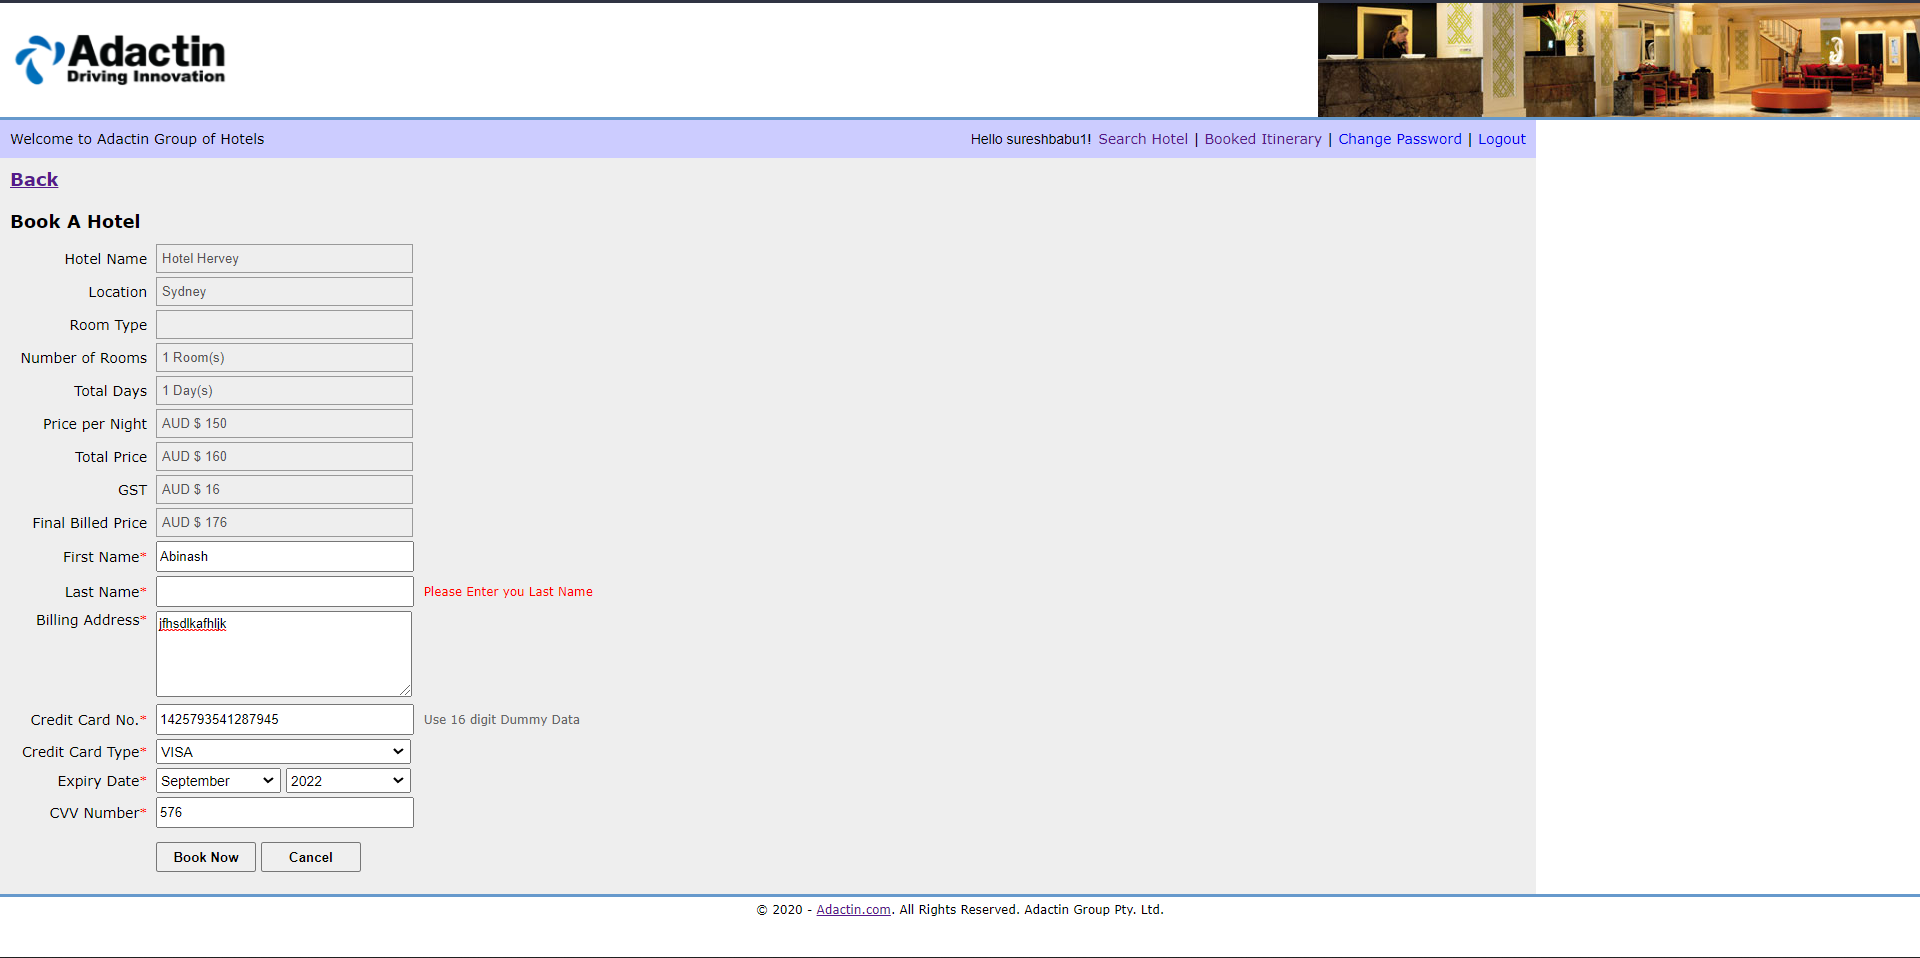 Adactin
Driving Innovation
Welcome to Adactin Group of Hotels
Hello sureshbabu1! Search Hotel | Booked Itinerary | Change Password | Logout
Back
Book A Hotel
Hotel Name Hotel Hervey
Location Sydney
Room Type
Number of Rooms 1 Room(s)
Total Days 1 Day(s)
Price per Night AUD $ 150
Total Price AUD $ 160
GST AUD $ 16
Final Billed Price AUD $ 176
First Name* Abinash
Last Name* Please Enter you Last Name
Billing Address* jfhsdlkafhljk
Credit Card No.* 1425793541287945 Use 16 digit Dummy Data
Credit Card Type* VISA
Expiry Date* September 2022
CVV Number* 576
Book Now Cancel
© 2020 - Adactin.com. All Rights Reserved. Adactin Group Pty. Ltd.